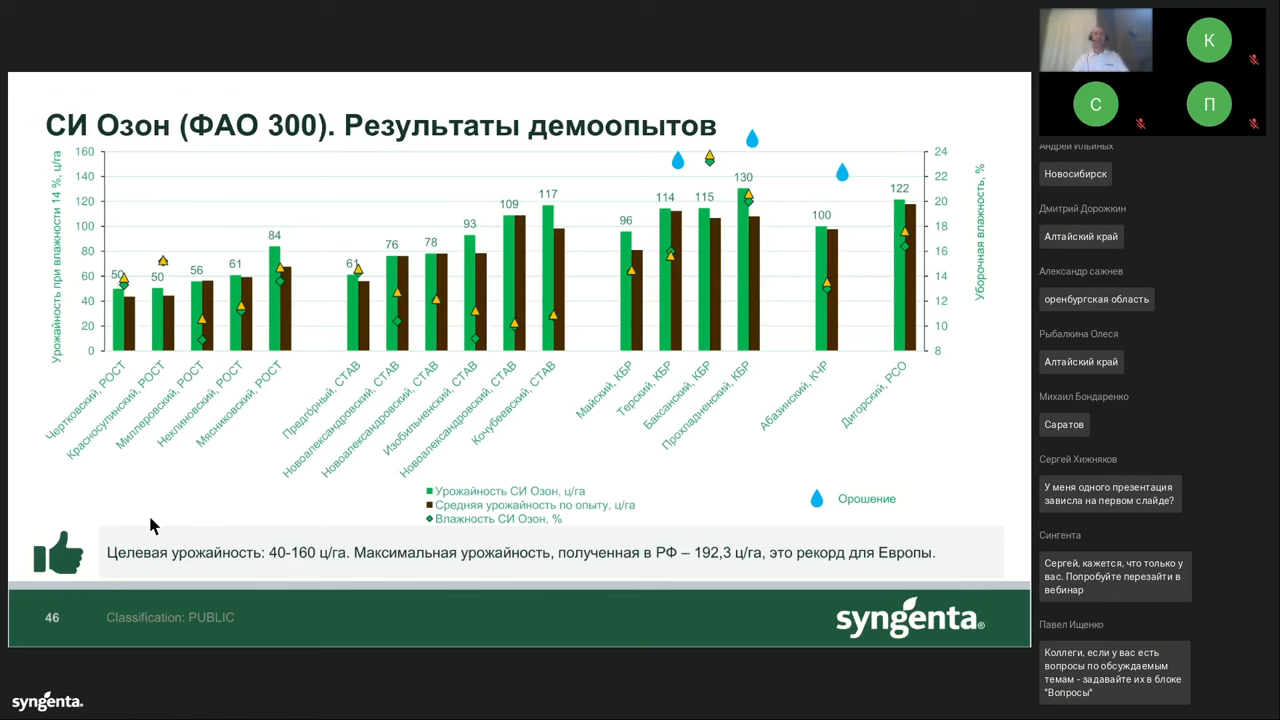 СИ Озон (ФАО 300). Результаты демоопытов
Урожайность при влажности 14 %, ц/га
160
140
120
100
80
60
40
20
0
50
50
56
61
84
61
76
78
93
109
117
96
114
115
130
100
122
24
22
20
18
16
14
12
10
8
Уборочная влажность, %
Чертковский, РОСТ
Красносулинский, РОСТ
Миллеровский, РОСТ
Неклиновский, РОСТ
Мясниковский, РОСТ
Предгорный, СТАВ
Новоалександровский, СТАВ
Новоалександровский, СТАВ
Изобильненский, СТАВ
Новоалександровский, СТАВ
Кочубеевский, СТАВ
Майский, КБР
Терский, КБР
Баксанский, КБР
Прохладненский, КБР
Абазинский, КЧР
Дигорский, РСО
Урожайность СИ Озон, ц/га
Средняя урожайность по опыту, ц/га
Влажность СИ Озон, %
Орошение
Целевая урожайность: 40-160 ц/га. Максимальная урожайность, полученная в РФ – 192,3 ц/га, это рекорд для Европы.
46
Classification: PUBLIC
syngenta®
syngenta.
К
С
П
Андрей Ильиных
Новосибирск
Дмитрий Дорожкин
Алтайский край
Александр сажнев
оренбургская область
Рыбалкина Олеся
Алтайский край
Михаил Бондаренко
Саратов
Сергей Хижняков
У меня одного презентация
зависла на первом слайде?
Сингента
Сергей, кажется, что только у
вас. Попробуйте перезайти в
вебинар
Павел Ищенко
Коллеги, если у вас есть
вопросы по обсуждаемым
темам - задавайте их в блоке
"Вопросы"